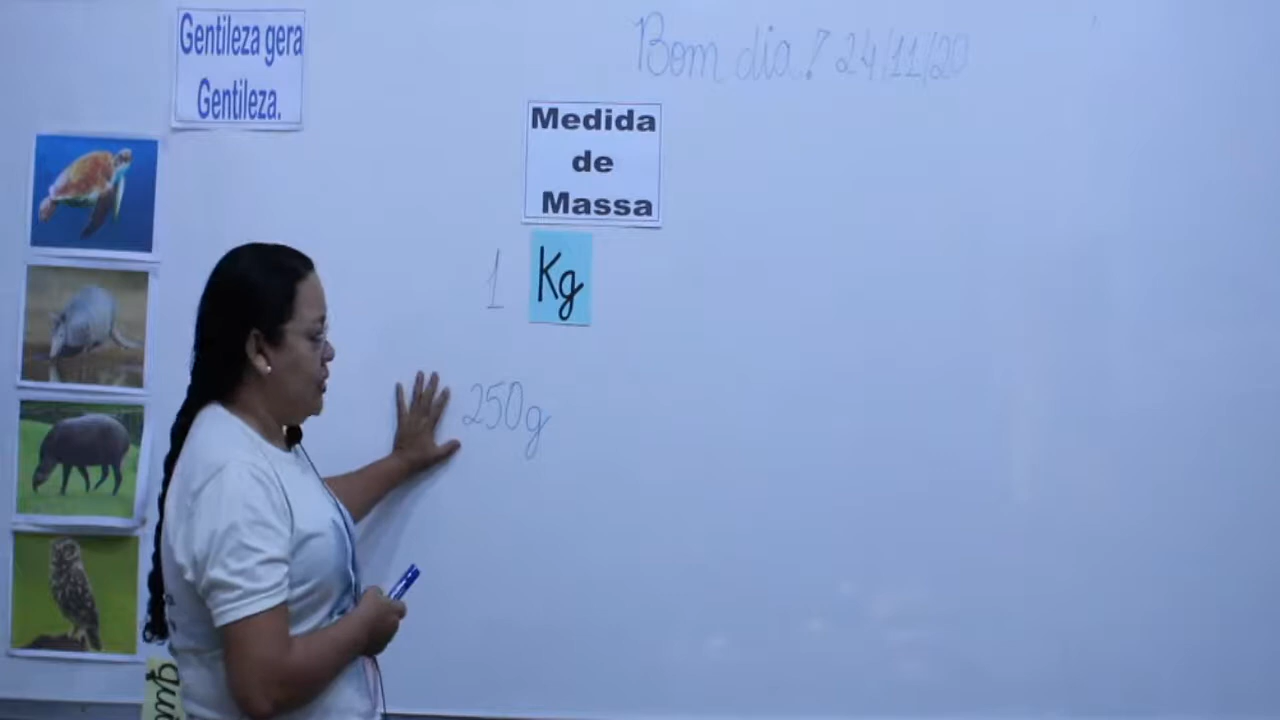 Gentileza gera
Gentileza.
Bom dia! 24/11/20
Medida
de
Massa
1 Kg
250g